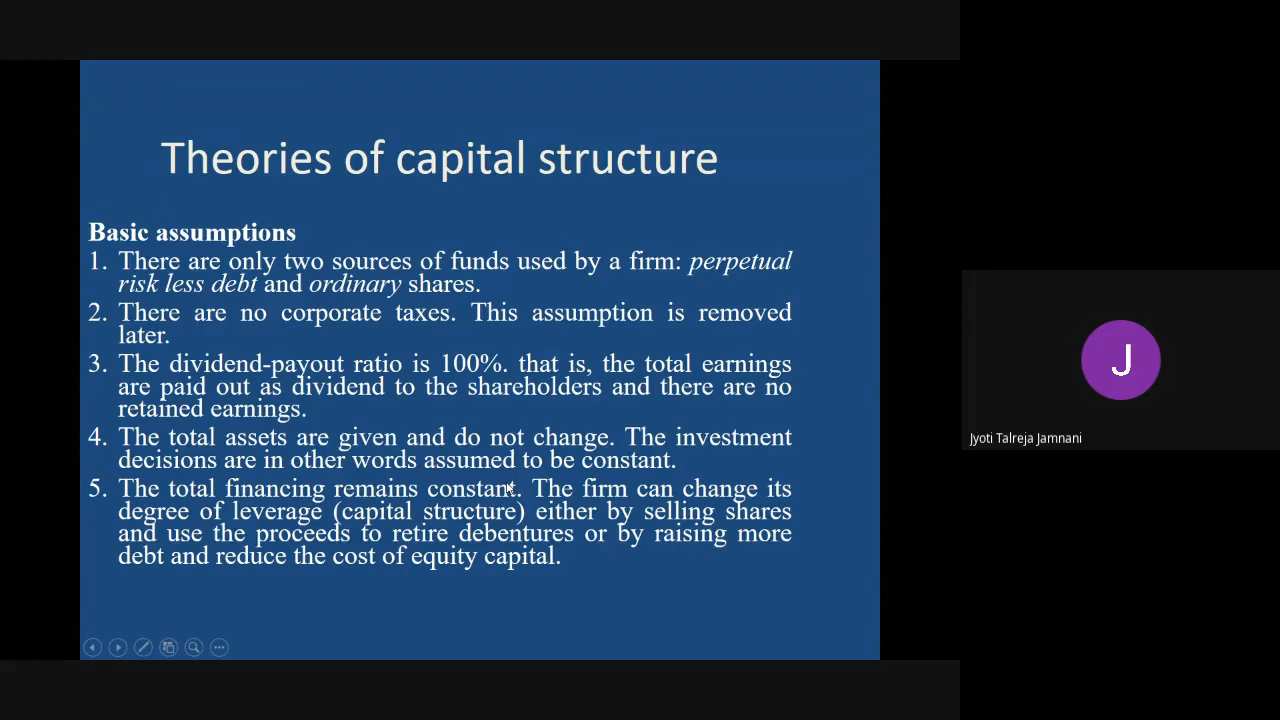 Theories of capital structure
Basic assumptions
1. There are only two sources of funds used by a firm: perpetual
risk less debt and ordinary shares.
2. There are no corporate taxes. This assumption is removed
later.
3. The dividend-payout ratio is 100%. that is, the total earnings
are paid out as dividend to the shareholders and there are no
retained earnings.
4. The total assets are given and do not change. The investment
decisions are in other words assumed to be constant.
5. The total financing remains constant. The firm can change its
degree of leverage (capital structure) either by selling shares
and use the proceeds to retire debentures or by raising more
debt and reduce the cost of equity capital.
J
Jyoti Talreja Jamnani